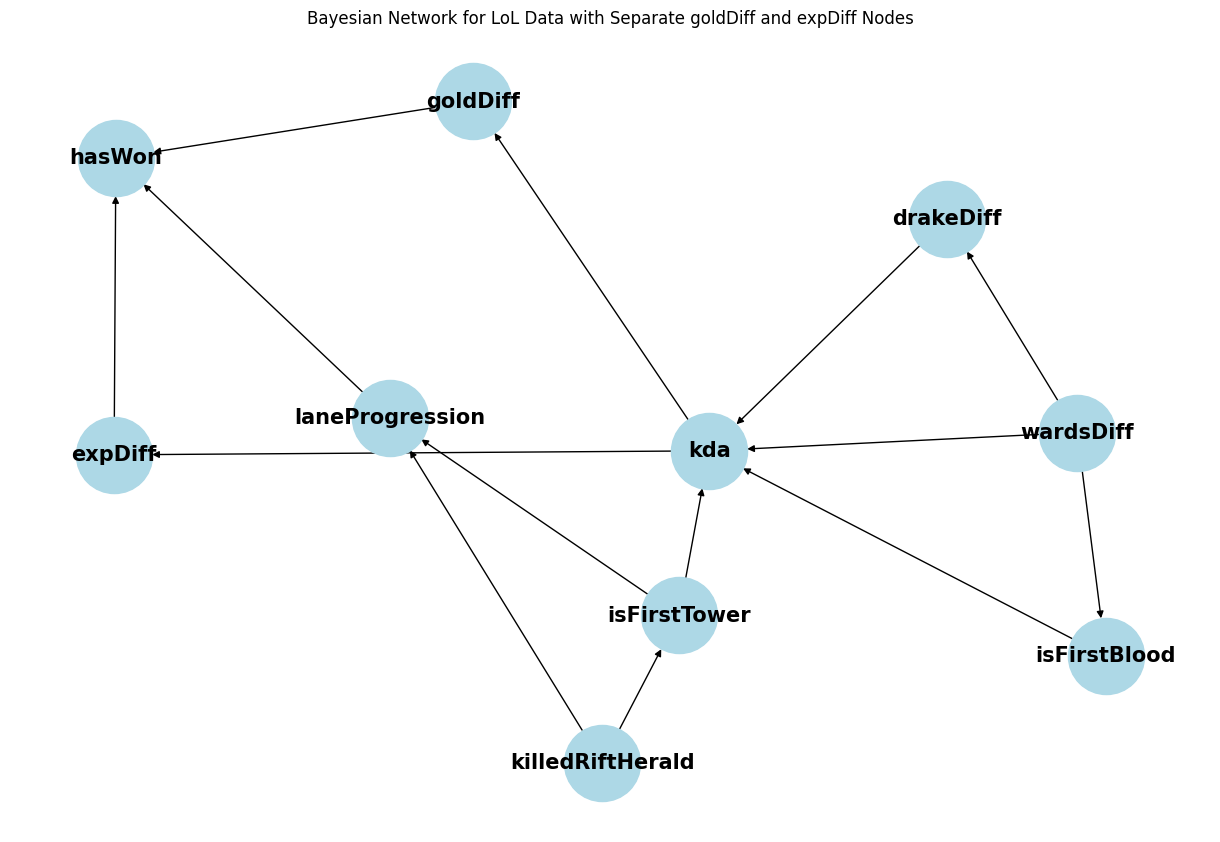 Bayesian Network for LoL Data with Separate goldDiff and expDiff Nodes
goldDiff
hasWon
drakeDiff
laneProgression
wardsDiff
kda
expDiff
isFirstTower
isFirstBlood
killedRiftHerald